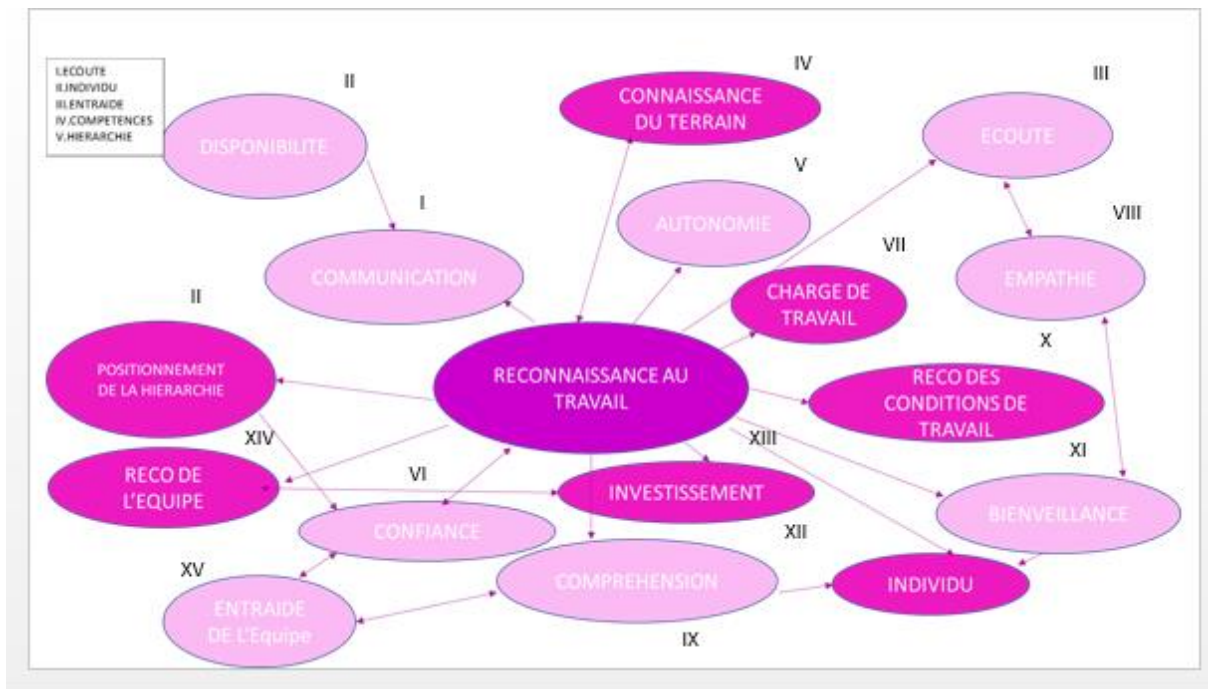 I.ECOUTE
II.INDIVIDU
III.ENTRAIDE
IV.COMPETENCES
V.HIERARCHIE
II
DISPONIBILITE
IV
CONNAISSANCE
DU TERRAIN
III
ECOUTE
V
AUTONOMIE
I
COMMUNICATION
VIII
EMPATHIE
VII
CHARGE DE
TRAVAIL
II
POSITIONNEMENT
DE LA HIERARCHIE
RECONNAISSANCE AU
TRAVAIL
X
RECO DES
CONDITIONS DE
TRAVAIL
XIV
RECO DE
L'EQUIPE
VI
CONFIANCE
XIII
INVESTISSEMENT
XI
BIENVEILLANCE
XV
ENTRAIDE
DE L'Equipe
COMPREHENSION
IX
XII
INDIVIDU